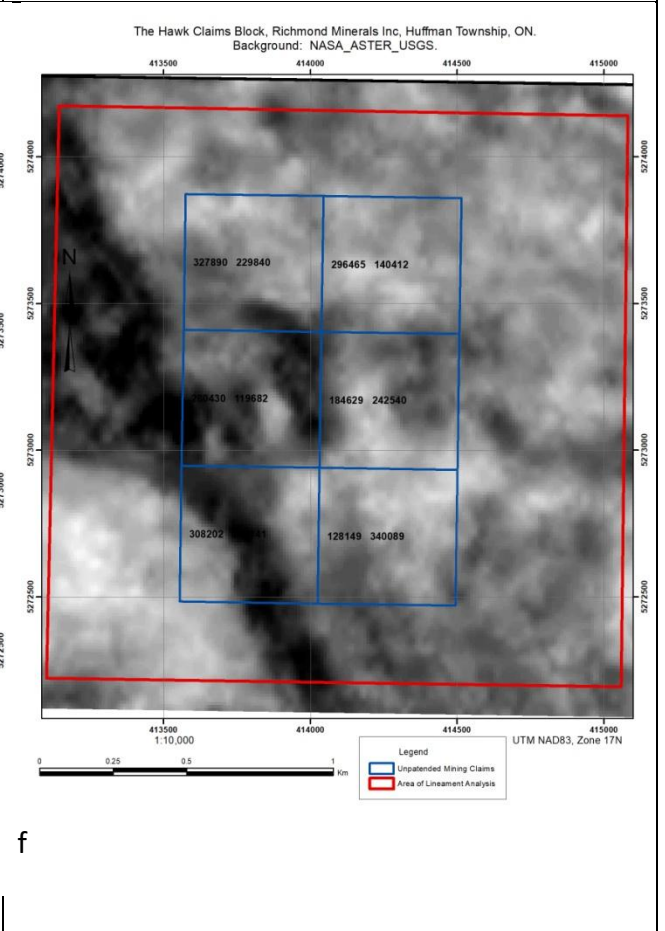 The Hawk Claims Block, Richmond Minerals Inc, Huffman Township, ON.
Background: NASA_ASTER_USGS.
413500 414000 414500 415000
5274000 5274000
N
327890 229840 296465 140412
5273500 5273500
119682 184629 242540
5273000 5273000
308202 128149 340089
5272500 5272500
413500 414000 414500 415000
1:10,000 UTM NAD83, Zone 17N
0 0.25 0.5 1
Km
Legend
Unpatended Mining Claims
Area of Lineament Analysis
f